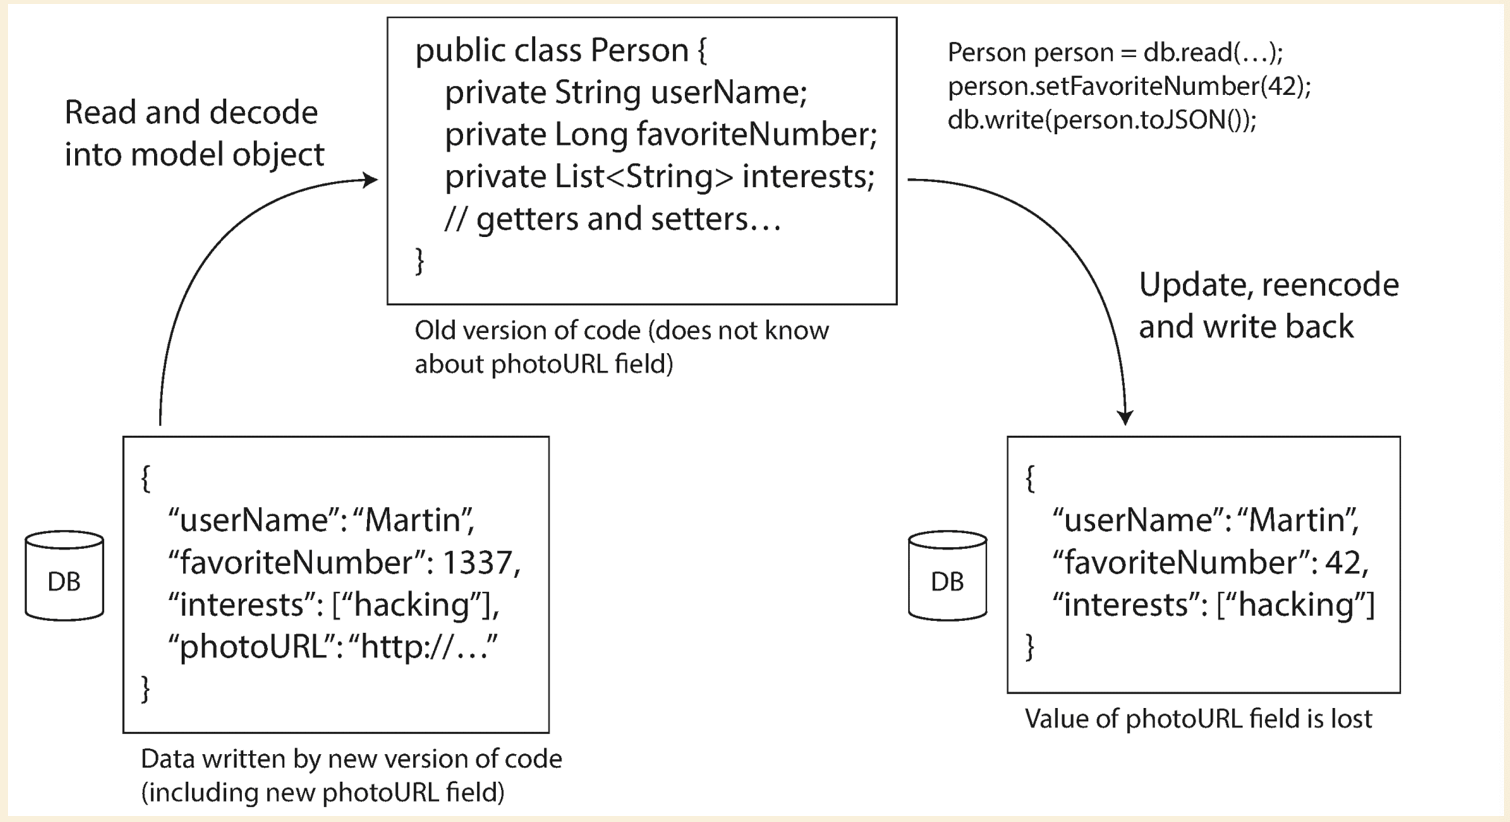 Read and decode
into model object
public class Person {
private String userName;
private Long favoriteNumber;
private List<String> interests;
// getters and setters…
}
Old version of code (does not know
about photoURL field)
Person person = db.read(…);
person.setFavoriteNumber(42);
db.write(person.toJSON());
Update, reencode
and write back
DB
{
“userName”: “Martin”,
“favoriteNumber”: 1337,
“interests”: [“hacking”],
“photoURL”: “http://…”
}
Data written by new version of code
(including new photoURL field)
DB
{
“userName”: “Martin”,
“favoriteNumber”: 42,
“interests”: [“hacking”]
}
Value of photoURL field is lost